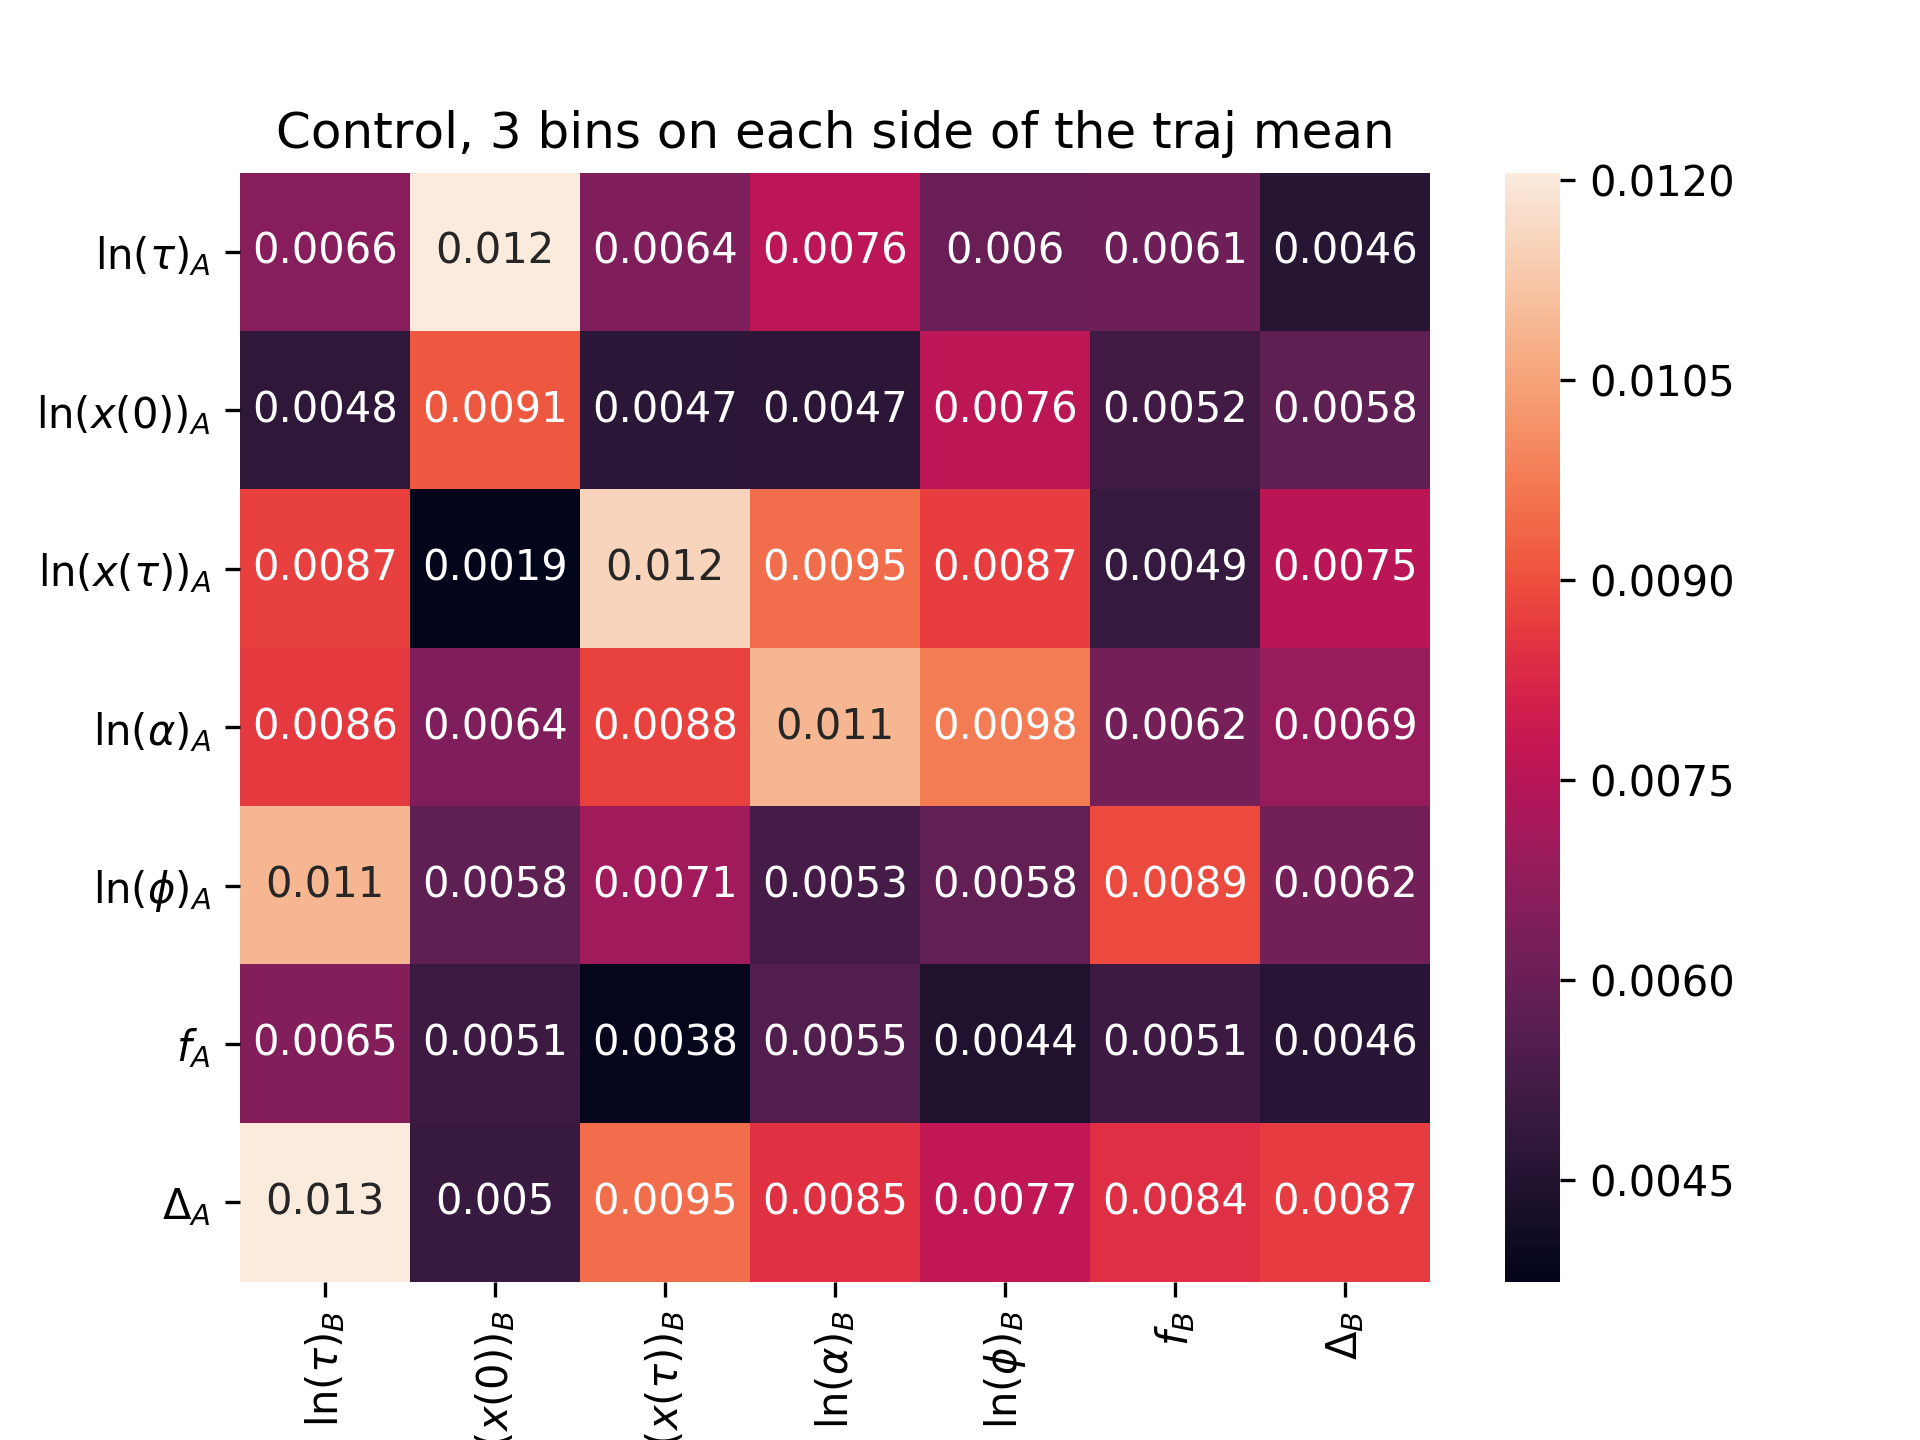 Control, 3 bins on each side of the traj mean
ln(τ)A 0.0066 0.012 0.0064 0.0076 0.006 0.0061 0.0046
ln(x(0))A 0.0048 0.0091 0.0047 0.0047 0.0076 0.0052 0.0058
ln(x(τ))A 0.0087 0.0019 0.012 0.0095 0.0087 0.0049 0.0075
ln(α)A 0.0086 0.0064 0.0088 0.011 0.0098 0.0062 0.0069
ln(ϕ)A 0.011 0.0058 0.0071 0.0053 0.0058 0.0089 0.0062
fA 0.0065 0.0051 0.0038 0.0055 0.0044 0.0051 0.0046
ΔA 0.013 0.005 0.0095 0.0085 0.0077 0.0084 0.0087
ln(τ)B (x(0))B (x(τ))B ln(α)B ln(ϕ)B fB ΔB
0.0120
0.0105
0.0090
0.0075
0.0060
0.0045